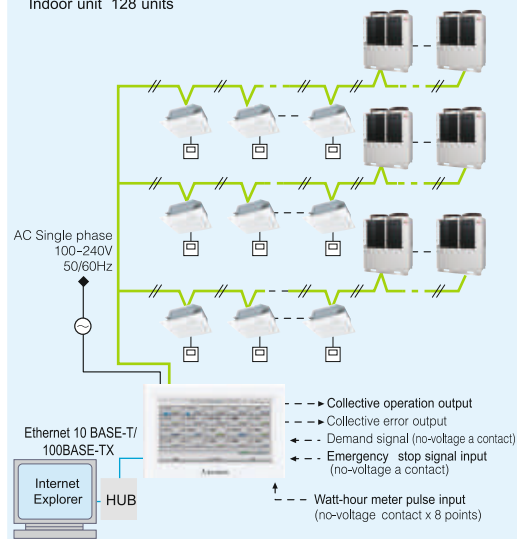 Indoor unit 128 units
AC Single phase
100-240V
50/60Hz
Ethernet 10 BASE-T/
100BASE-TX
Internet
Explorer
HUB
Collective operation output
Collective error output
Demand signal (no-voltage a contact)
Emergency stop signal input
(no-voltage a contact)
Watt-hour meter pulse input
(no-voltage contact x 8 points)